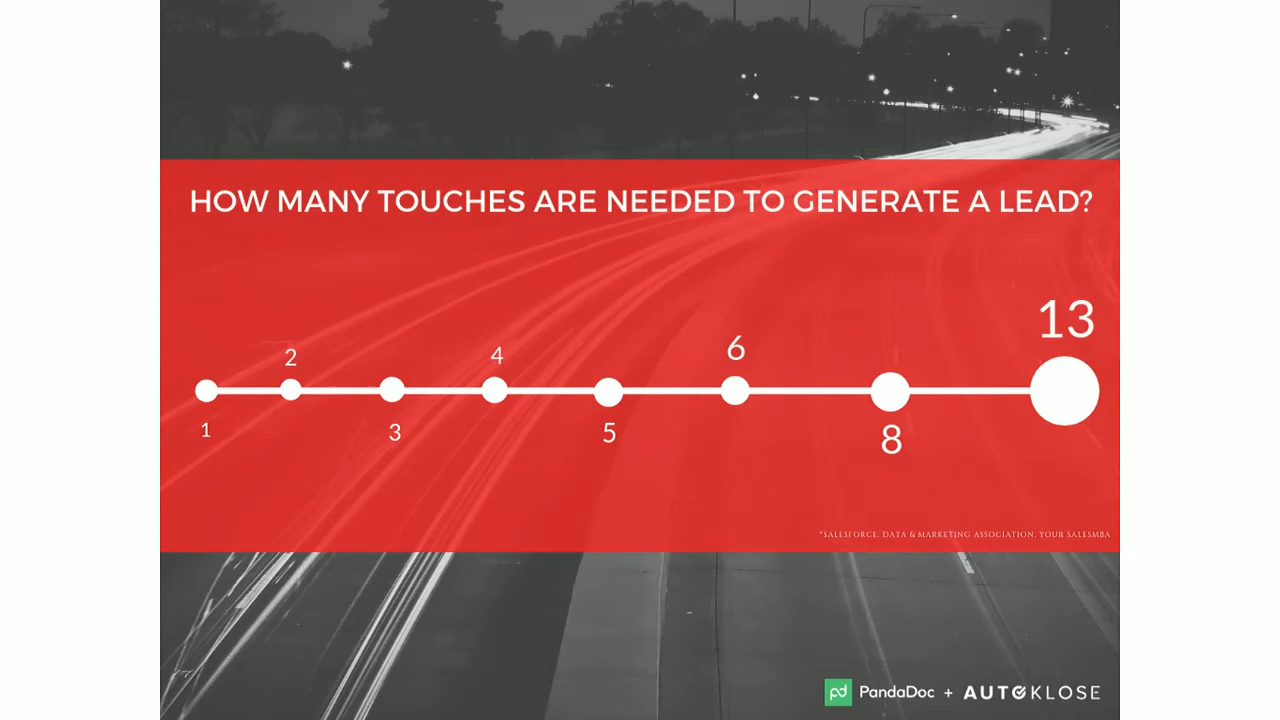 HOW MANY TOUCHES ARE NEEDED TO GENERATE A LEAD?
13
2
4
6
1
3
5
8
*SALESFORCE, DATA & MARKETING ASSOCIATION, YOUR SALESMBA
pd PandaDoc + AUTOKLOSE